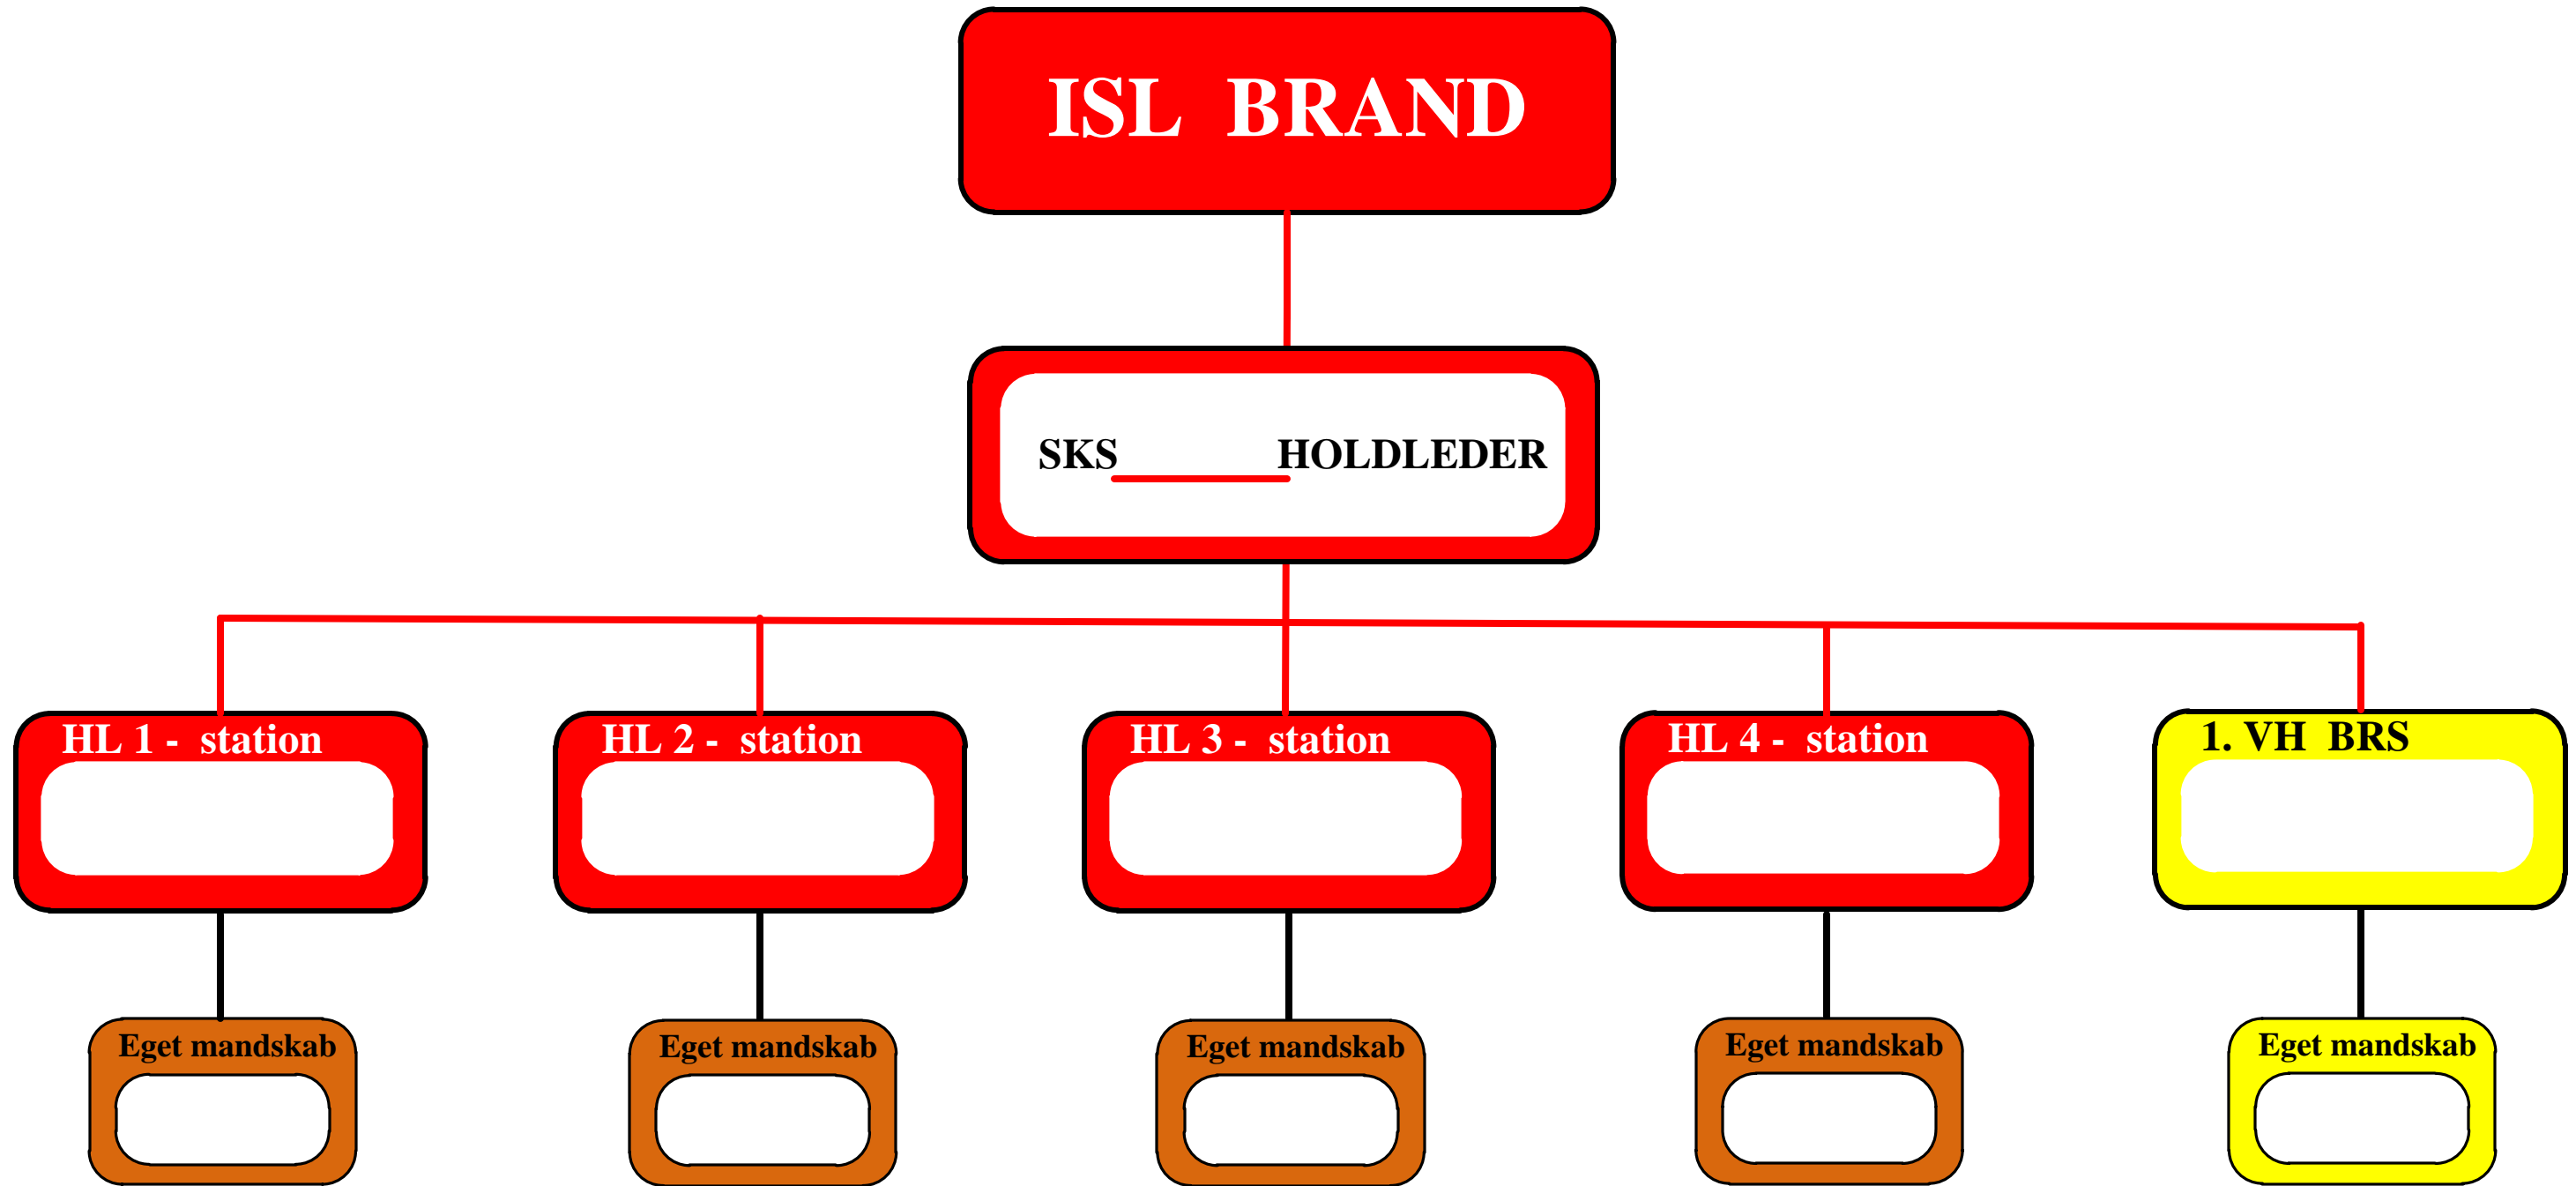 ISL BRAND
SKS HOLDLEDER
HL 1 - station
HL 2 - station
HL 3 - station
HL 4 - station
1. VH BRS
Eget mandskab
Eget mandskab
Eget mandskab
Eget mandskab
Eget mandskab